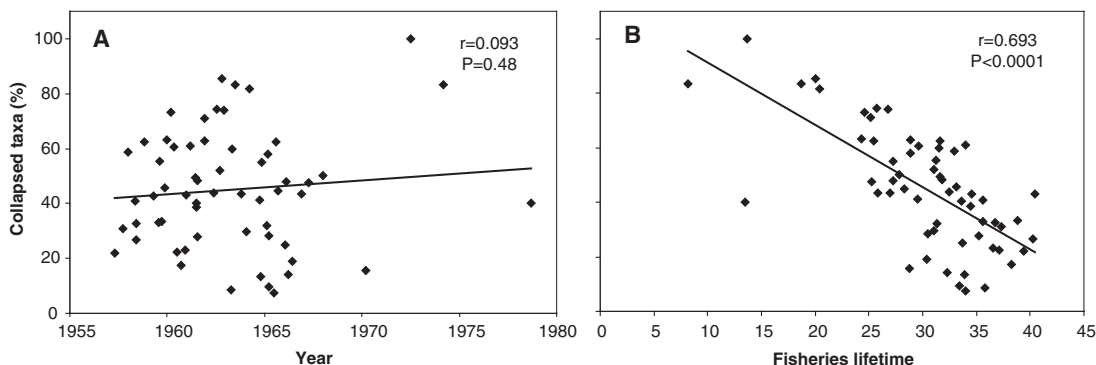 A
r=0.093
P=0.48
Collapsed taxa (%)
100
80
60
40
20
0
1955 1960 1965 1970 1975 1980
Year
B
r=0.693
P<0.0001
0 5 10 15 20 25 30 35 40 45
Fisheries lifetime